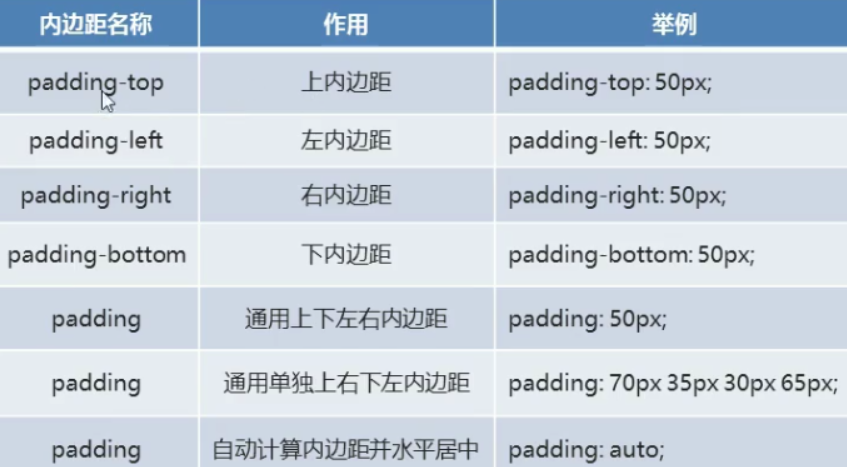 内边距名称 作用 举例
padding-top 上内边距 padding-top: 50px;
padding-left 左内边距 padding-left: 50px;
padding-right 右内边距 padding-right: 50px;
padding-bottom 下内边距 padding-bottom: 50px;
padding 通用上下左右内边距 padding: 50px;
padding 通用单独上右下左内边距 padding: 70px 35px 30px 65px;
padding 自动计算内边距并水平居中 padding: auto;